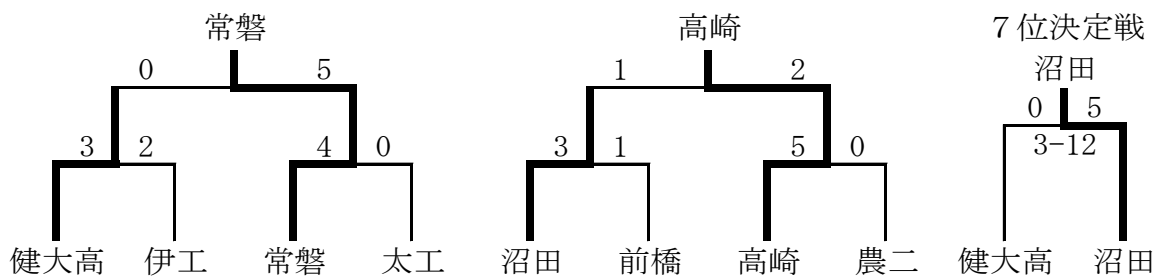 常磐 高崎 7位決定戦
沼田
0 5 1 2
0 5
3 2 4 0 3 1 5 0 3-12
健大高 伊工 常磐 太工 沼田 前橋 高崎 農二 健大高 沼田